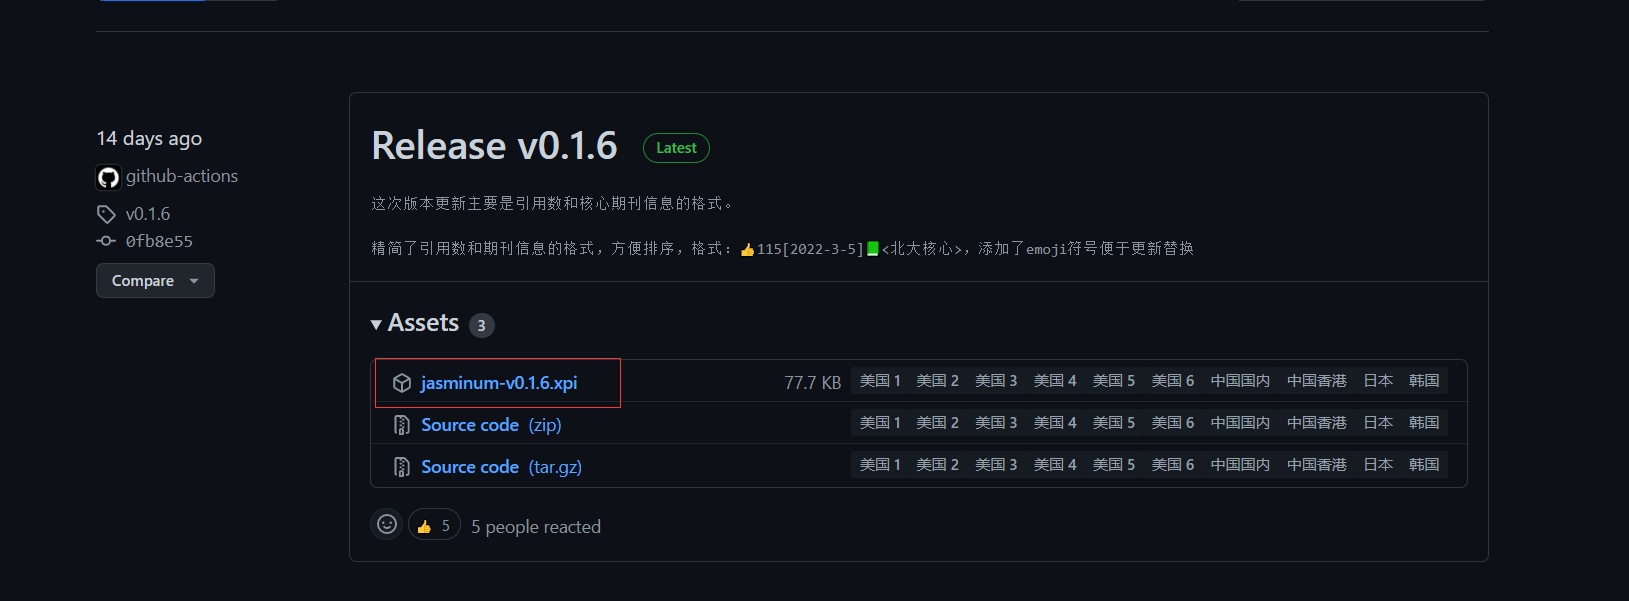 14 days ago
github-actions
v0.1.6
0fb8e55
Compare
Release v0.1.6 Latest
这次版本更新主要是引用数和核心期刊信息的格式。
精简了引用数和期刊信息的格式，方便排序，格式：👍115[2022-3-5]📗<北大核心>，添加了emoji符号便于更新替换
Assets 3
jasminum-v0.1.6.xpi 77.7 KB 美国 1 美国 2 美国 3 美国 4 美国 5 美国 6 中国国内 中国香港 日本 韩国
Source code (zip) 美国 1 美国 2 美国 3 美国 4 美国 5 美国 6 中国国内 中国香港 日本 韩国
Source code (tar.gz) 美国 1 美国 2 美国 3 美国 4 美国 5 美国 6 中国国内 中国香港 日本 韩国
👍 5 5 people reacted